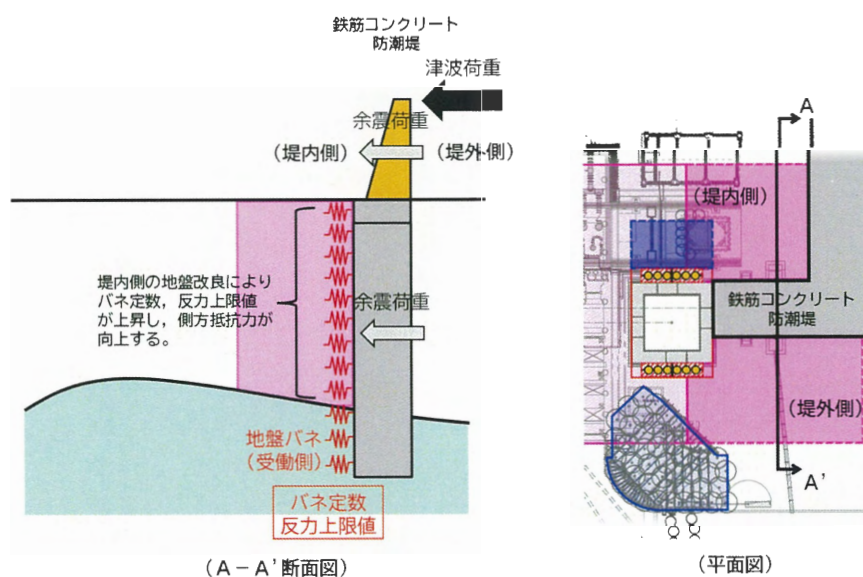 鉄筋コンクリート
防潮堤
津波荷重
余震荷重
（堤内側）
（堤外側）
堤内側の地盤改良により
バネ定数，反力上限値
が上昇し，側方抵抗力が
向上する。
余震荷重
地盤バネ
（受働側）
バネ定数
反力上限値
（A－A’断面図）
A
（堤内側）
鉄筋コンクリート
防潮堤
（堤外側）
A’
（平面図）